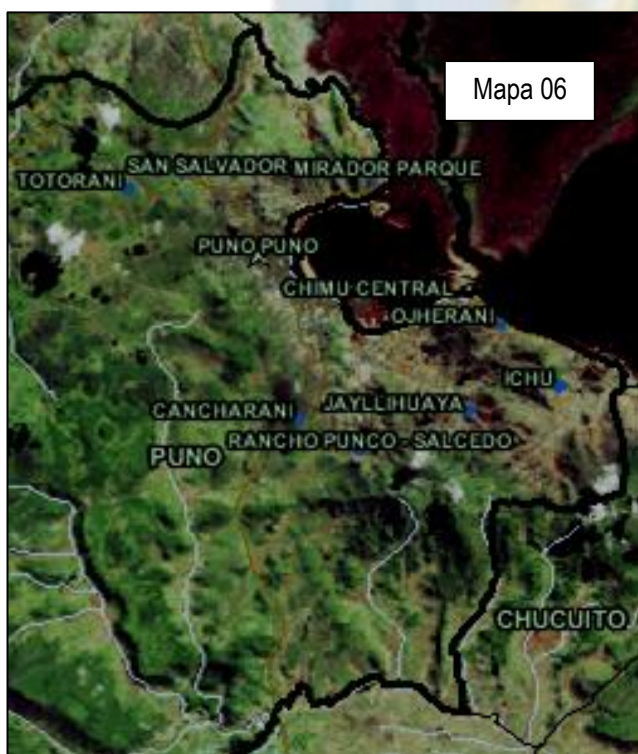 Mapa 06
SAN SALVADOR MIRADOR PARQUE
TOTORANI
PUNO PUNO
CHIMU CENTRAL
OJHERANI
ICHU
CANCHARANI JAYLLIHUAYA
RANCHO PUNCO - SALCEDO
PUNO
CHUCUITO